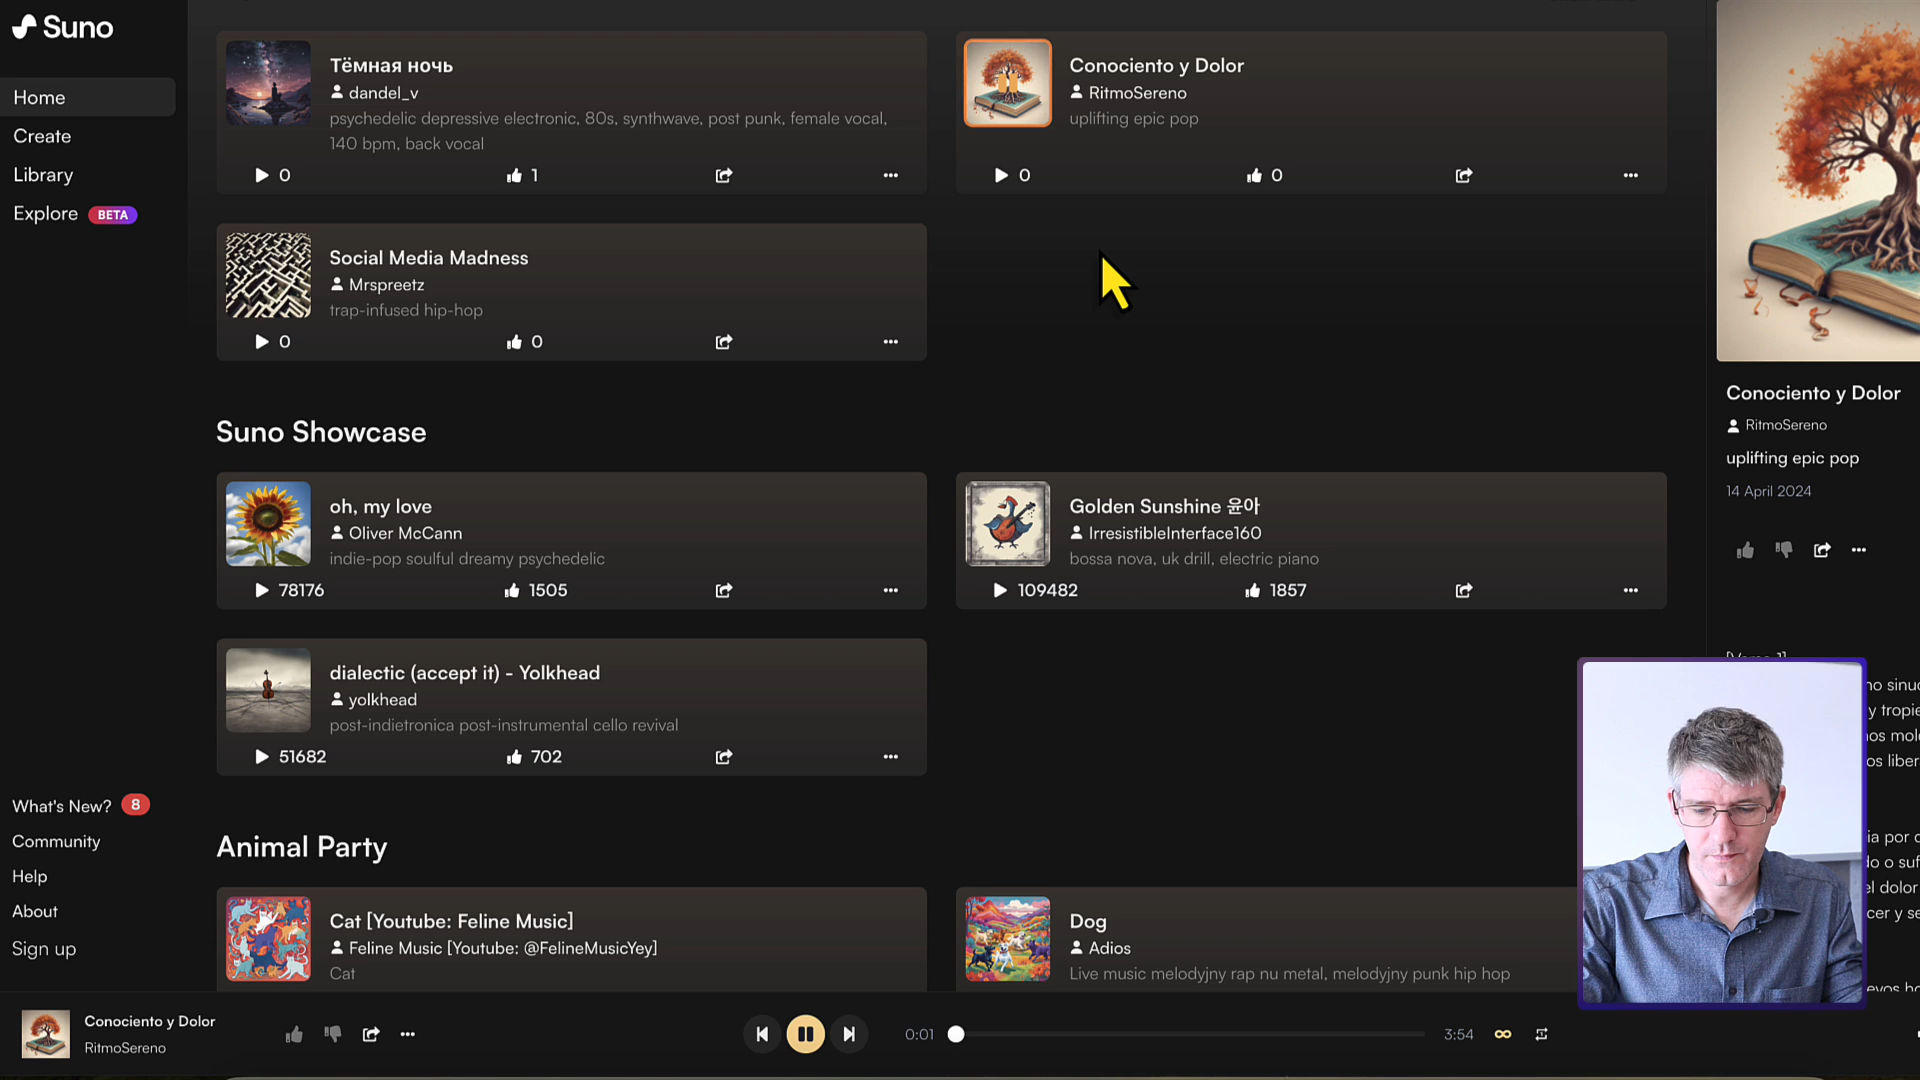 Suno
Home
Create
Library
Explore BETA
What's New? 8
Community
Help
About
Sign up
Тёмная ночь
dandel_v
psychedelic depressive electronic, 80s, synthwave, post punk, female vocal,
140 bpm, back vocal
0
1
Conociento y Dolor
RitmoSereno
uplifting epic pop
0
0
Social Media Madness
Mrspreetz
trap-infused hip-hop
0
0
Suno Showcase
oh, my love
Oliver McCann
indie-pop soulful dreamy psychedelic
78176
1505
Golden Sunshine 윤아
IrresistibleInterface160
bossa nova, uk drill, electric piano
109482
1857
dialectic (accept it) - Yolkhead
yolkhead
post-indietronica post-instrumental cello revival
51682
702
Animal Party
Cat [Youtube: Feline Music]
Feline Music [Youtube: @FelineMusicYey]
Cat
Dog
Adios
Live music melodyjny rap nu metal, melodyjny punk hip hop
Conociento y Dolor
RitmoSereno
uplifting epic pop
14 April 2024
y
dolor
y
Conociento y Dolor
RitmoSereno
0:01
3:54